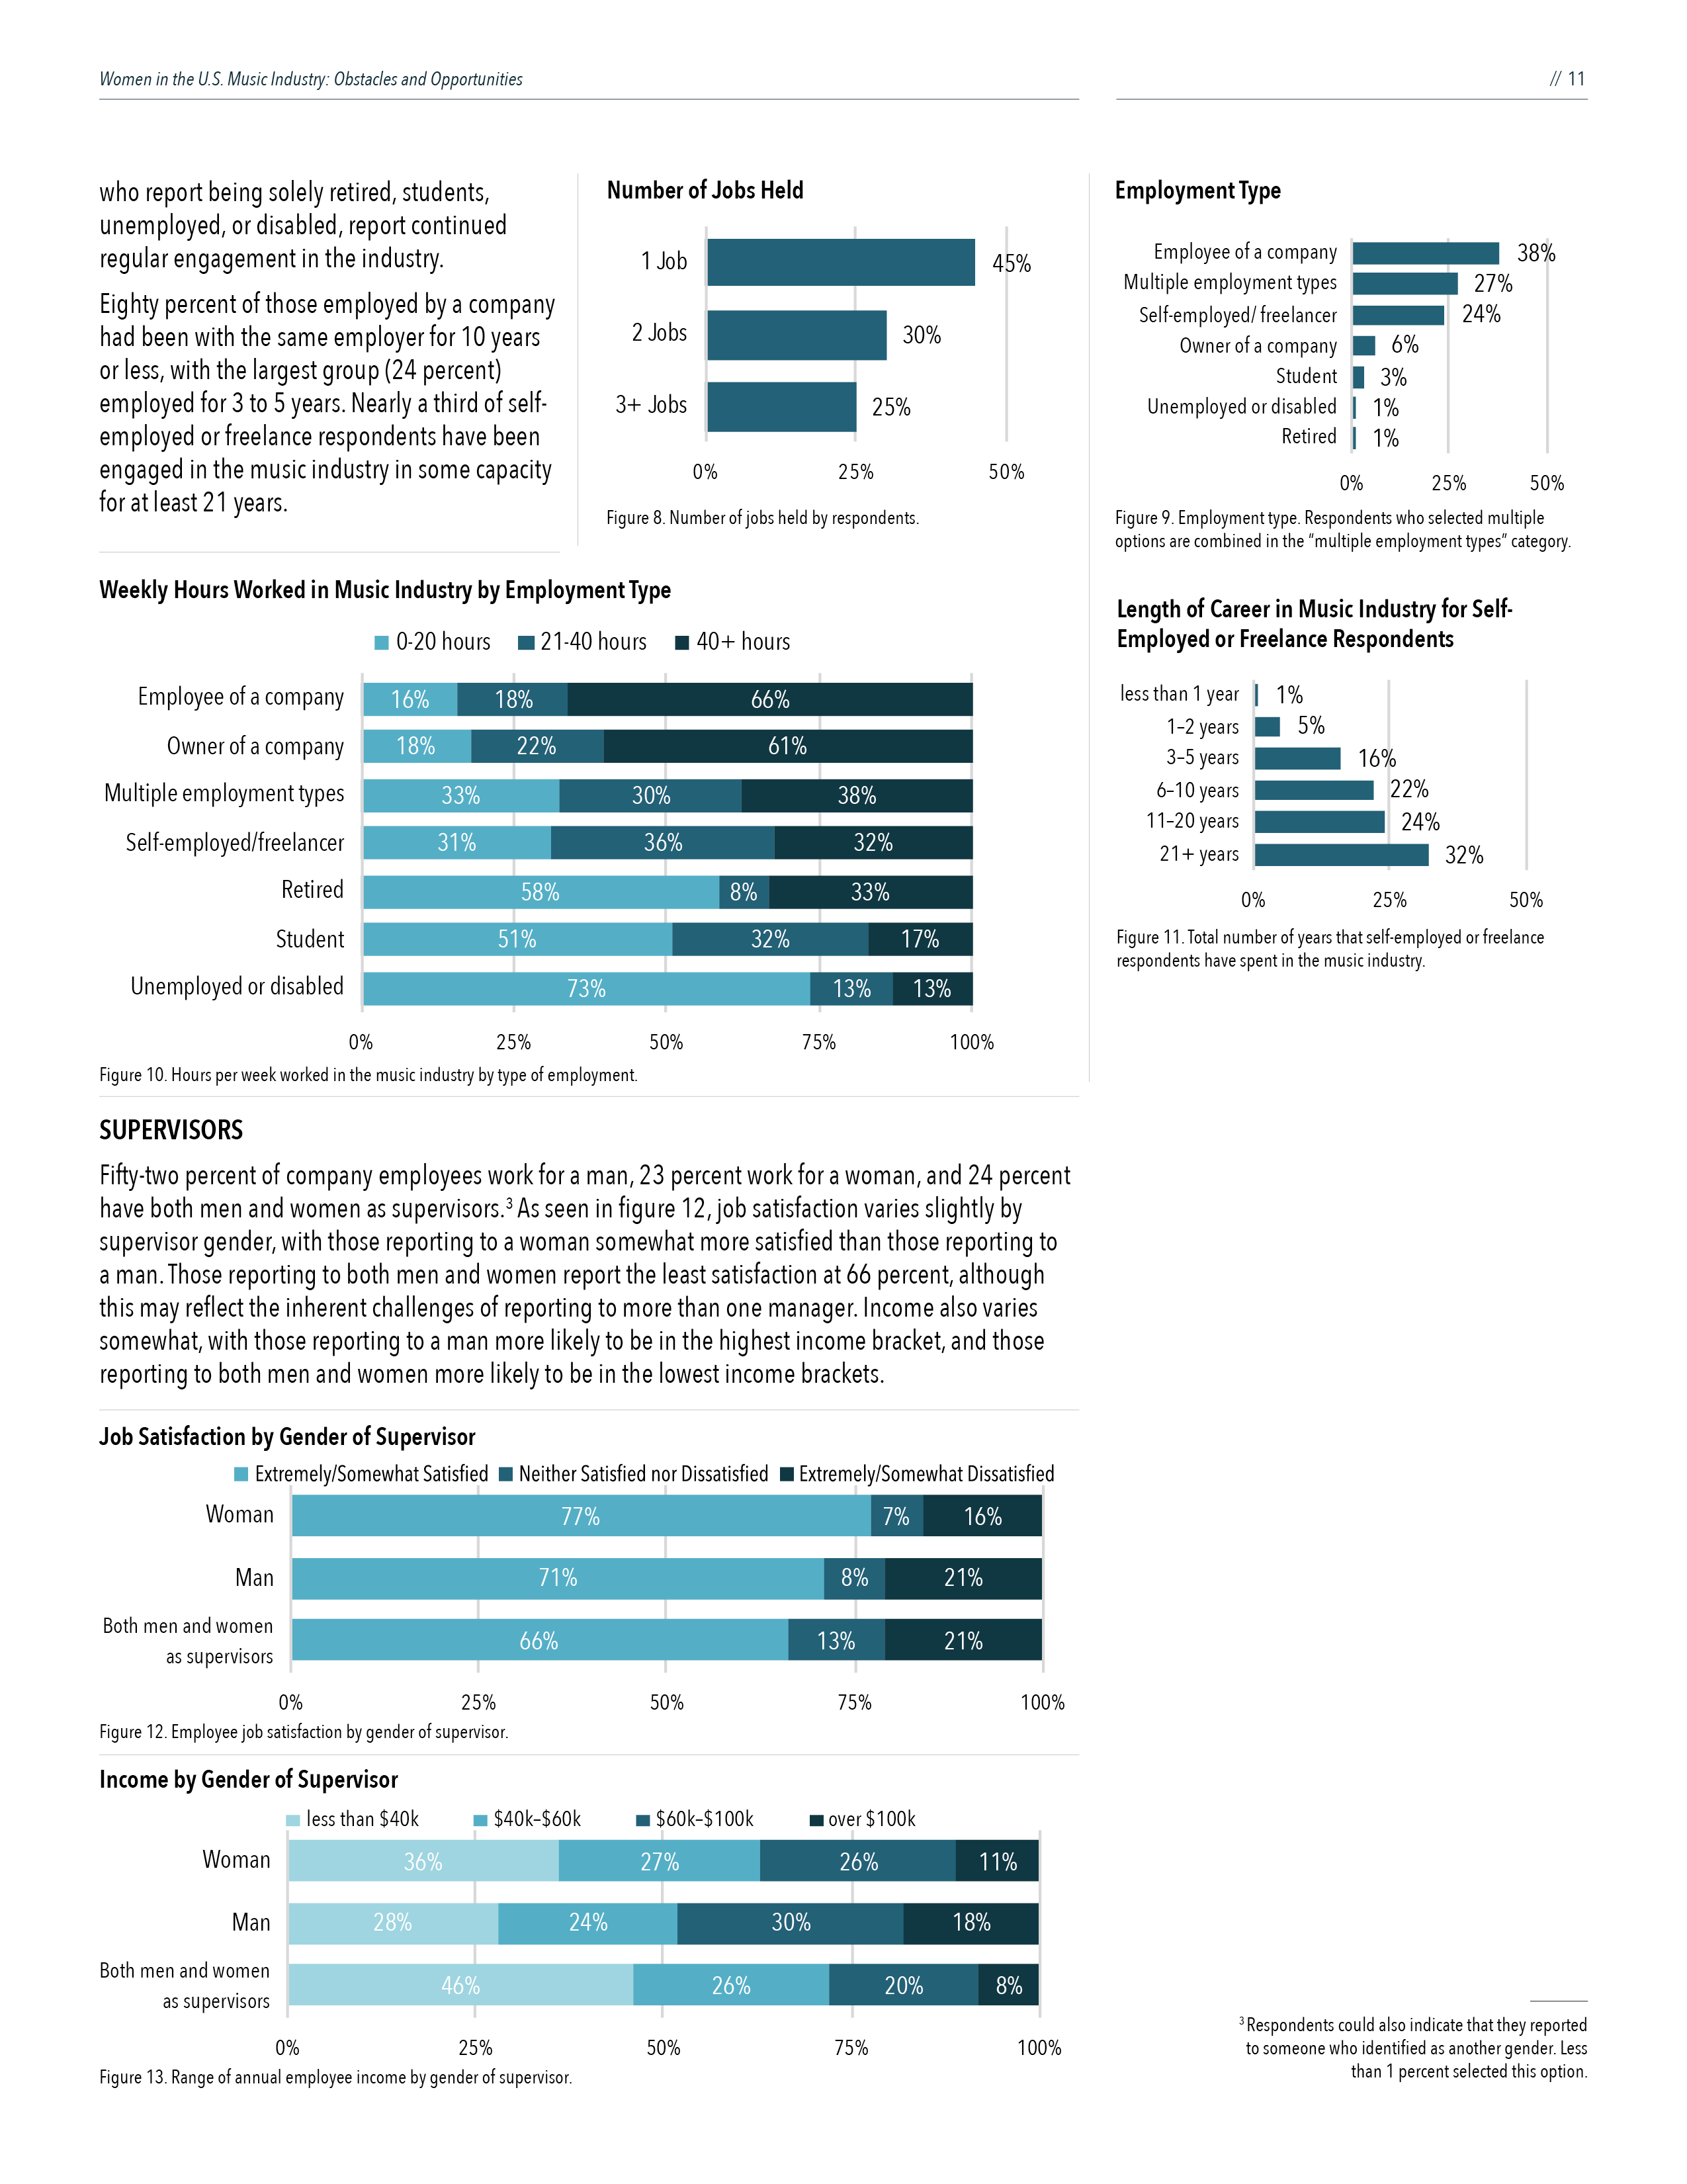 Women in the U.S. Music Industry: Obstacles and Opportunities
// 11
who report being solely retired, students,
unemployed, or disabled, report continued
regular engagement in the industry.
Eighty percent of those employed by a company
had been with the same employer for 10 years
or less, with the largest group (24 percent)
employed for 3 to 5 years. Nearly a third of self-
employed or freelance respondents have been
engaged in the music industry in some capacity
for at least 21 years.
Number of Jobs Held
1 Job 45%
2 Jobs 30%
3+ Jobs 25%
0% 25% 50%
Figure 8. Number of jobs held by respondents.
Employment Type
Employee of a company 38%
Multiple employment types 27%
Self-employed/ freelancer 24%
Owner of a company 6%
Student 3%
Unemployed or disabled 1%
Retired 1%
0% 25% 50%
Figure 9. Employment type. Respondents who selected multiple
options are combined in the “multiple employment types” category.
Weekly Hours Worked in Music Industry by Employment Type
0-20 hours 21-40 hours 40+ hours
Employee of a company 16% 18% 66%
Owner of a company 18% 22% 61%
Multiple employment types 33% 30% 38%
Self-employed/freelancer 31% 36% 32%
Retired 58% 8% 33%
Student 51% 32% 17%
Unemployed or disabled 73% 13% 13%
0% 25% 50% 75% 100%
Figure 10. Hours per week worked in the music industry by type of employment.
Length of Career in Music Industry for Self-
Employed or Freelance Respondents
less than 1 year 1%
1–2 years 5%
3–5 years 16%
6–10 years 22%
11–20 years 24%
21+ years 32%
0% 25% 50%
Figure 11. Total number of years that self-employed or freelance
respondents have spent in the music industry.
SUPERVISORS
Fifty-two percent of company employees work for a man, 23 percent work for a woman, and 24 percent
have both men and women as supervisors.³ As seen in figure 12, job satisfaction varies slightly by
supervisor gender, with those reporting to a woman somewhat more satisfied than those reporting to
a man. Those reporting to both men and women report the least satisfaction at 66 percent, although
this may reflect the inherent challenges of reporting to more than one manager. Income also varies
somewhat, with those reporting to a man more likely to be in the highest income bracket, and those
reporting to both men and women more likely to be in the lowest income brackets.
Job Satisfaction by Gender of Supervisor
Extremely/Somewhat Satisfied Neither Satisfied nor Dissatisfied Extremely/Somewhat Dissatisfied
Woman 77% 7% 16%
Man 71% 8% 21%
Both men and women
as supervisors 66% 13% 21%
0% 25% 50% 75% 100%
Figure 12. Employee job satisfaction by gender of supervisor.
Income by Gender of Supervisor
less than $40k $40k–$60k $60k–$100k over $100k
Woman 36% 27% 26% 11%
Man 28% 24% 30% 18%
Both men and women
as supervisors 46% 26% 20% 8%
0% 25% 50% 75% 100%
Figure 13. Range of annual employee income by gender of supervisor.
³ Respondents could also indicate that they reported
to someone who identified as another gender. Less
than 1 percent selected this option.